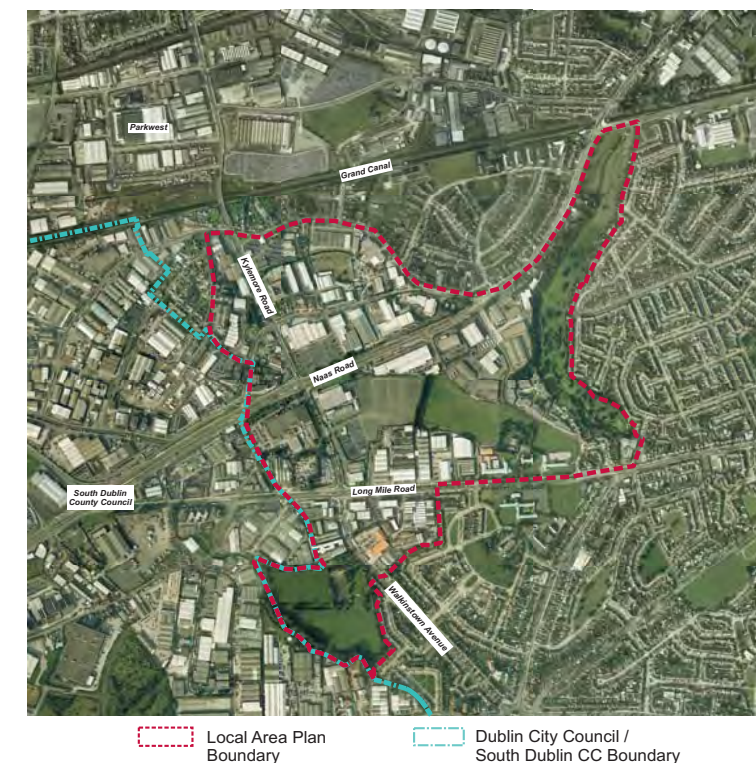 Parkwest
Grand Canal
Kylemore Road
Naas Road
South Dublin
County Council
Long Mile Road
Walkinstown Avenue
Local Area Plan
Boundary
Dublin City Council /
South Dublin CC Boundary